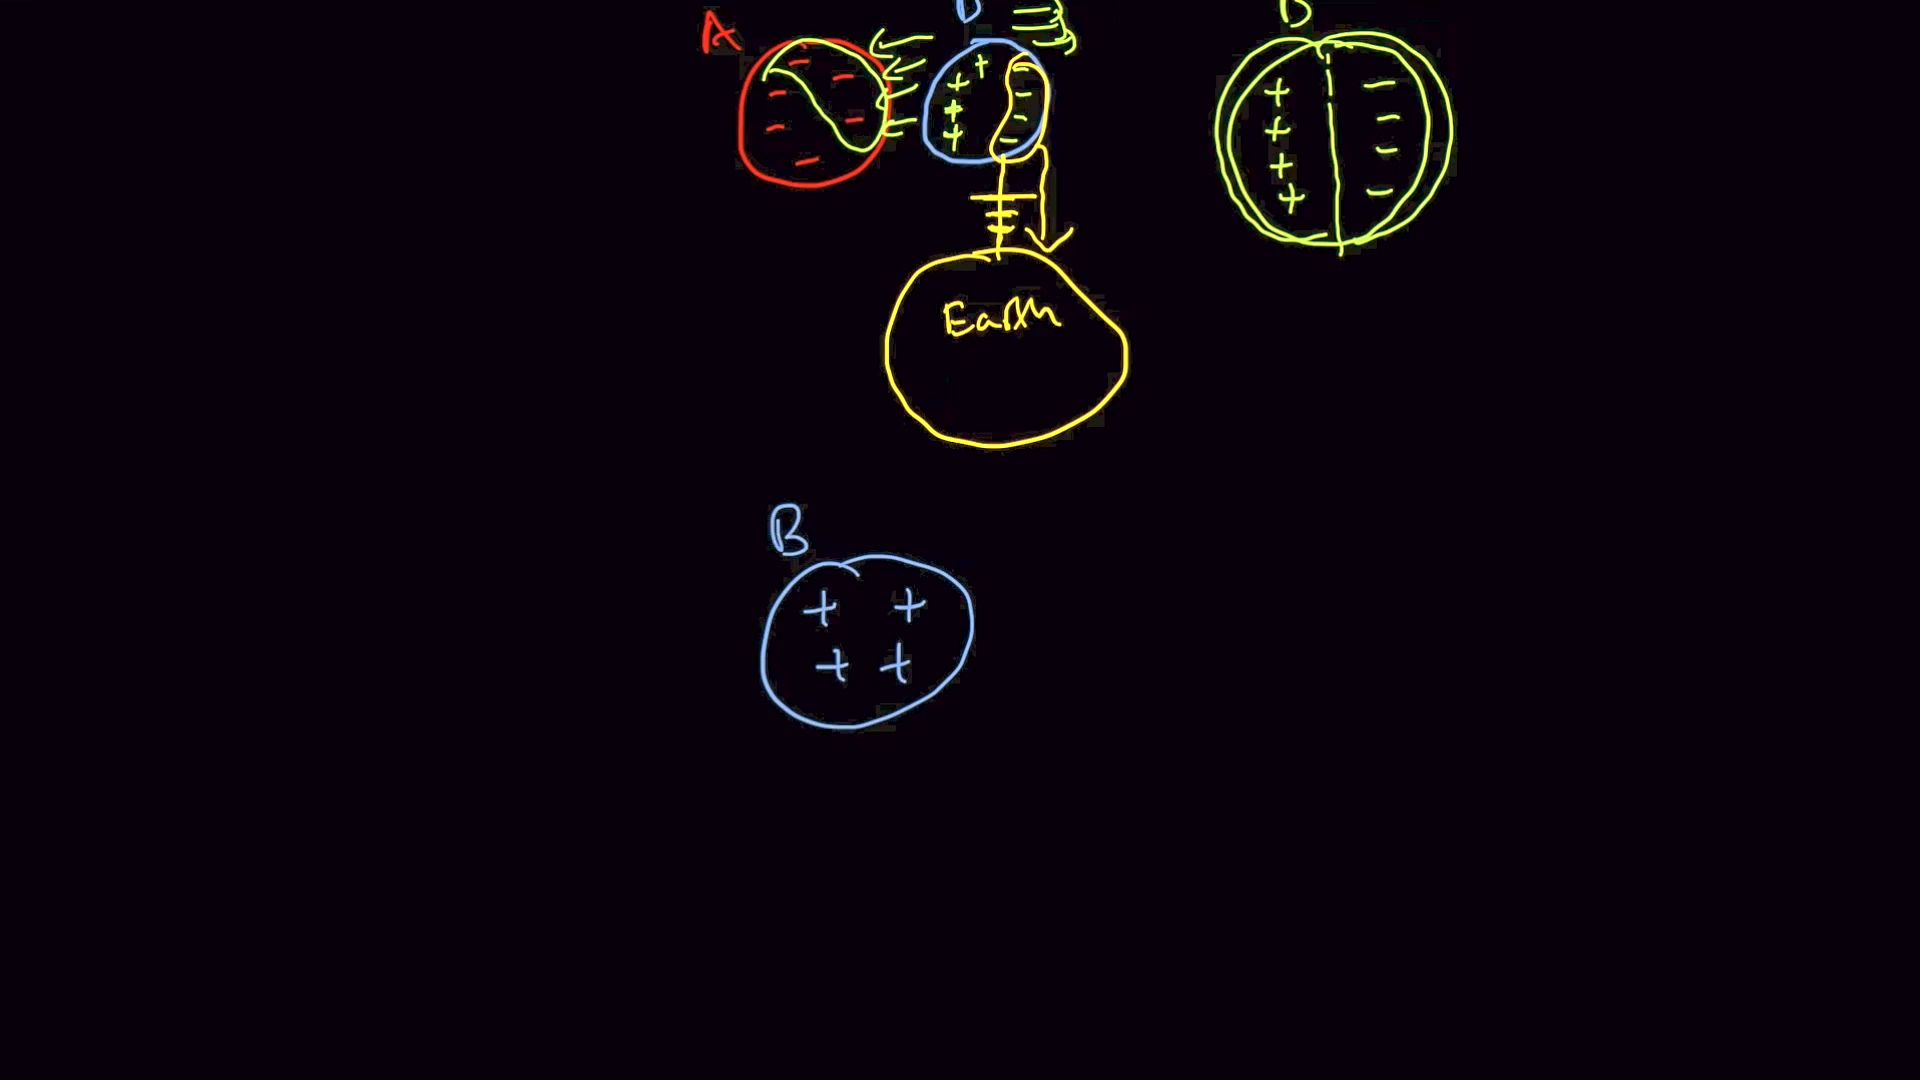 A
B
B
+ + + +
- - - - - -
- - - -
+ + + +
- - - -
Earth
B
+ +
+ +